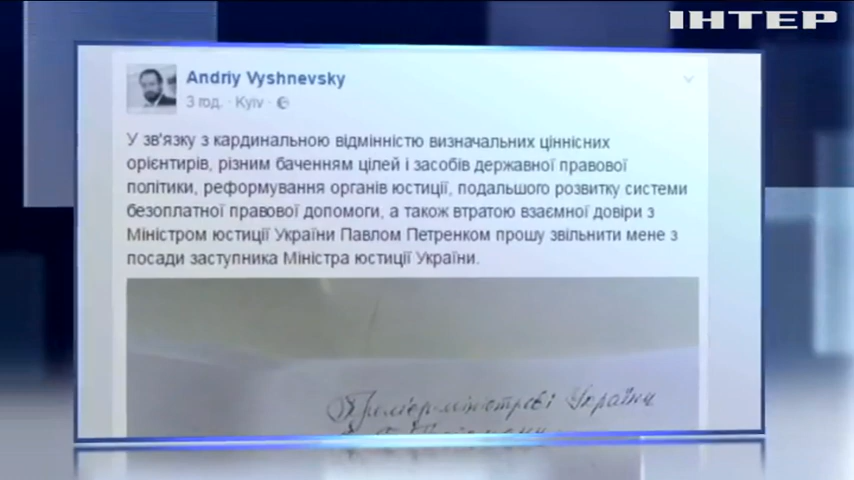 ІНТЕР
Andriy Vyshnevsky
3 год. · Kyiv ·
У зв'язку з кардинальною відмінністю визначальних ціннісних
орієнтирів, різним баченням цілей і засобів державної правової
політики, реформування органів юстиції, подальшого розвитку системи
безоплатної правової допомоги, а також втратою взаємної довіри з
Міністром юстиції України Павлом Петренком прошу звільнити мене з
посади заступника Міністра юстиції України.
Прем'єр-міністрові України